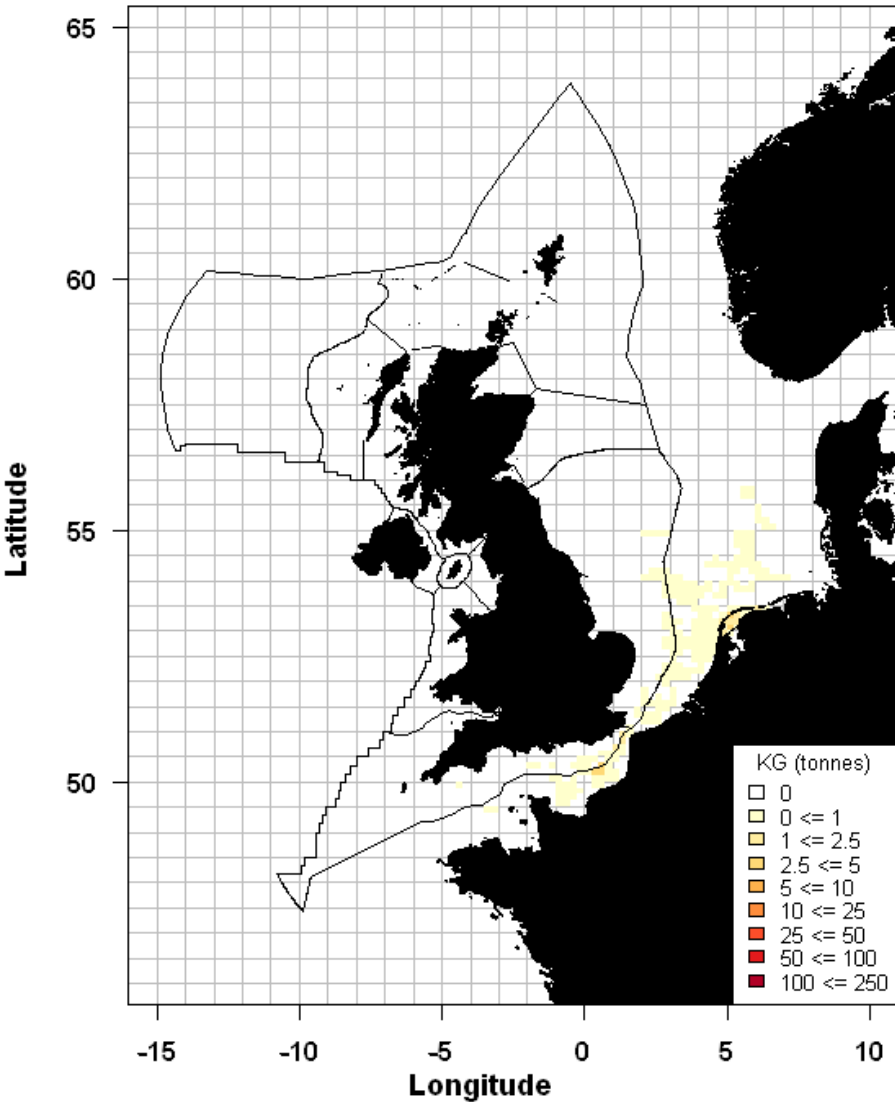 65
60
55
50
Latitude
KG (tonnes)
0
0 <= 1
1 <= 2.5
2.5 <= 5
5 <= 10
10 <= 25
25 <= 50
50 <= 100
100 <= 250
-15 -10 -5 0 5 10
Longitude